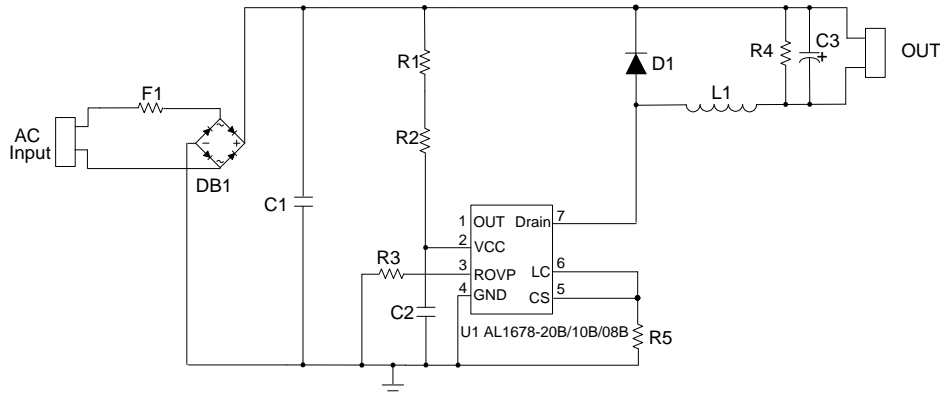 R1
R4
C3
+
OUT
D1
F1
L1
AC
Input
R2
~
-
+
~
DB1
C1
1 OUT Drain 7
2 VCC
R3
3 ROVP LC 6
4 GND CS 5
C2
U1 AL1678-20B/10B/08B
R5